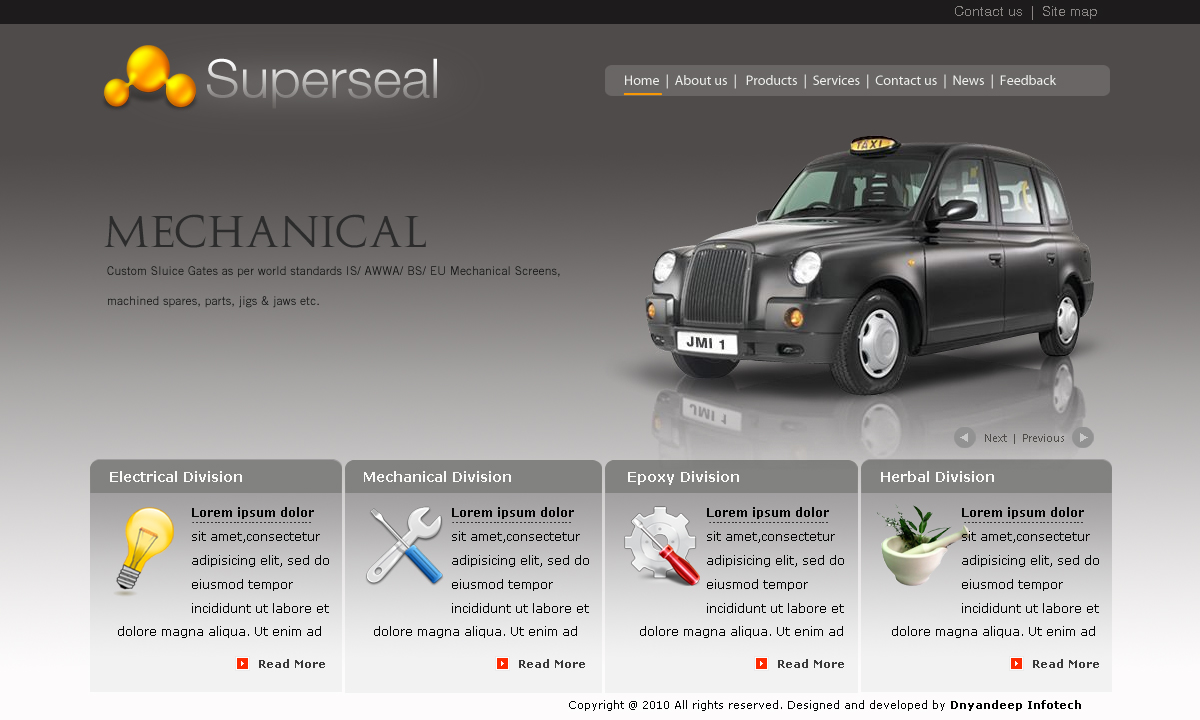 Contact us | Site map
Superseal
Home | About us | Products | Services | Contact us | News | Feedback
TAXI
MECHANICAL
Custom Sluice Gates as per world standards IS/ AWWA/ BS/ EU Mechanical Screens,
machined spares, parts, jigs & jaws etc.
JMI 1
Next | Previous
Electrical Division
Lorem ipsum dolor
sit amet,consectetur
adipisicing elit, sed do
eiusmod tempor
incididunt ut labore et
dolore magna aliqua. Ut enim ad
Read More
Mechanical Division
Lorem ipsum dolor
sit amet,consectetur
adipisicing elit, sed do
eiusmod tempor
incididunt ut labore et
dolore magna aliqua. Ut enim ad
Read More
Epoxy Division
Lorem ipsum dolor
sit amet,consectetur
adipisicing elit, sed do
eiusmod tempor
incididunt ut labore et
dolore magna aliqua. Ut enim ad
Read More
Herbal Division
Lorem ipsum dolor
sit amet,consectetur
adipisicing elit, sed do
eiusmod tempor
incididunt ut labore et
dolore magna aliqua. Ut enim ad
Read More
Copyright @ 2010 All rights reserved. Designed and developed by Dnyandeep Infotech